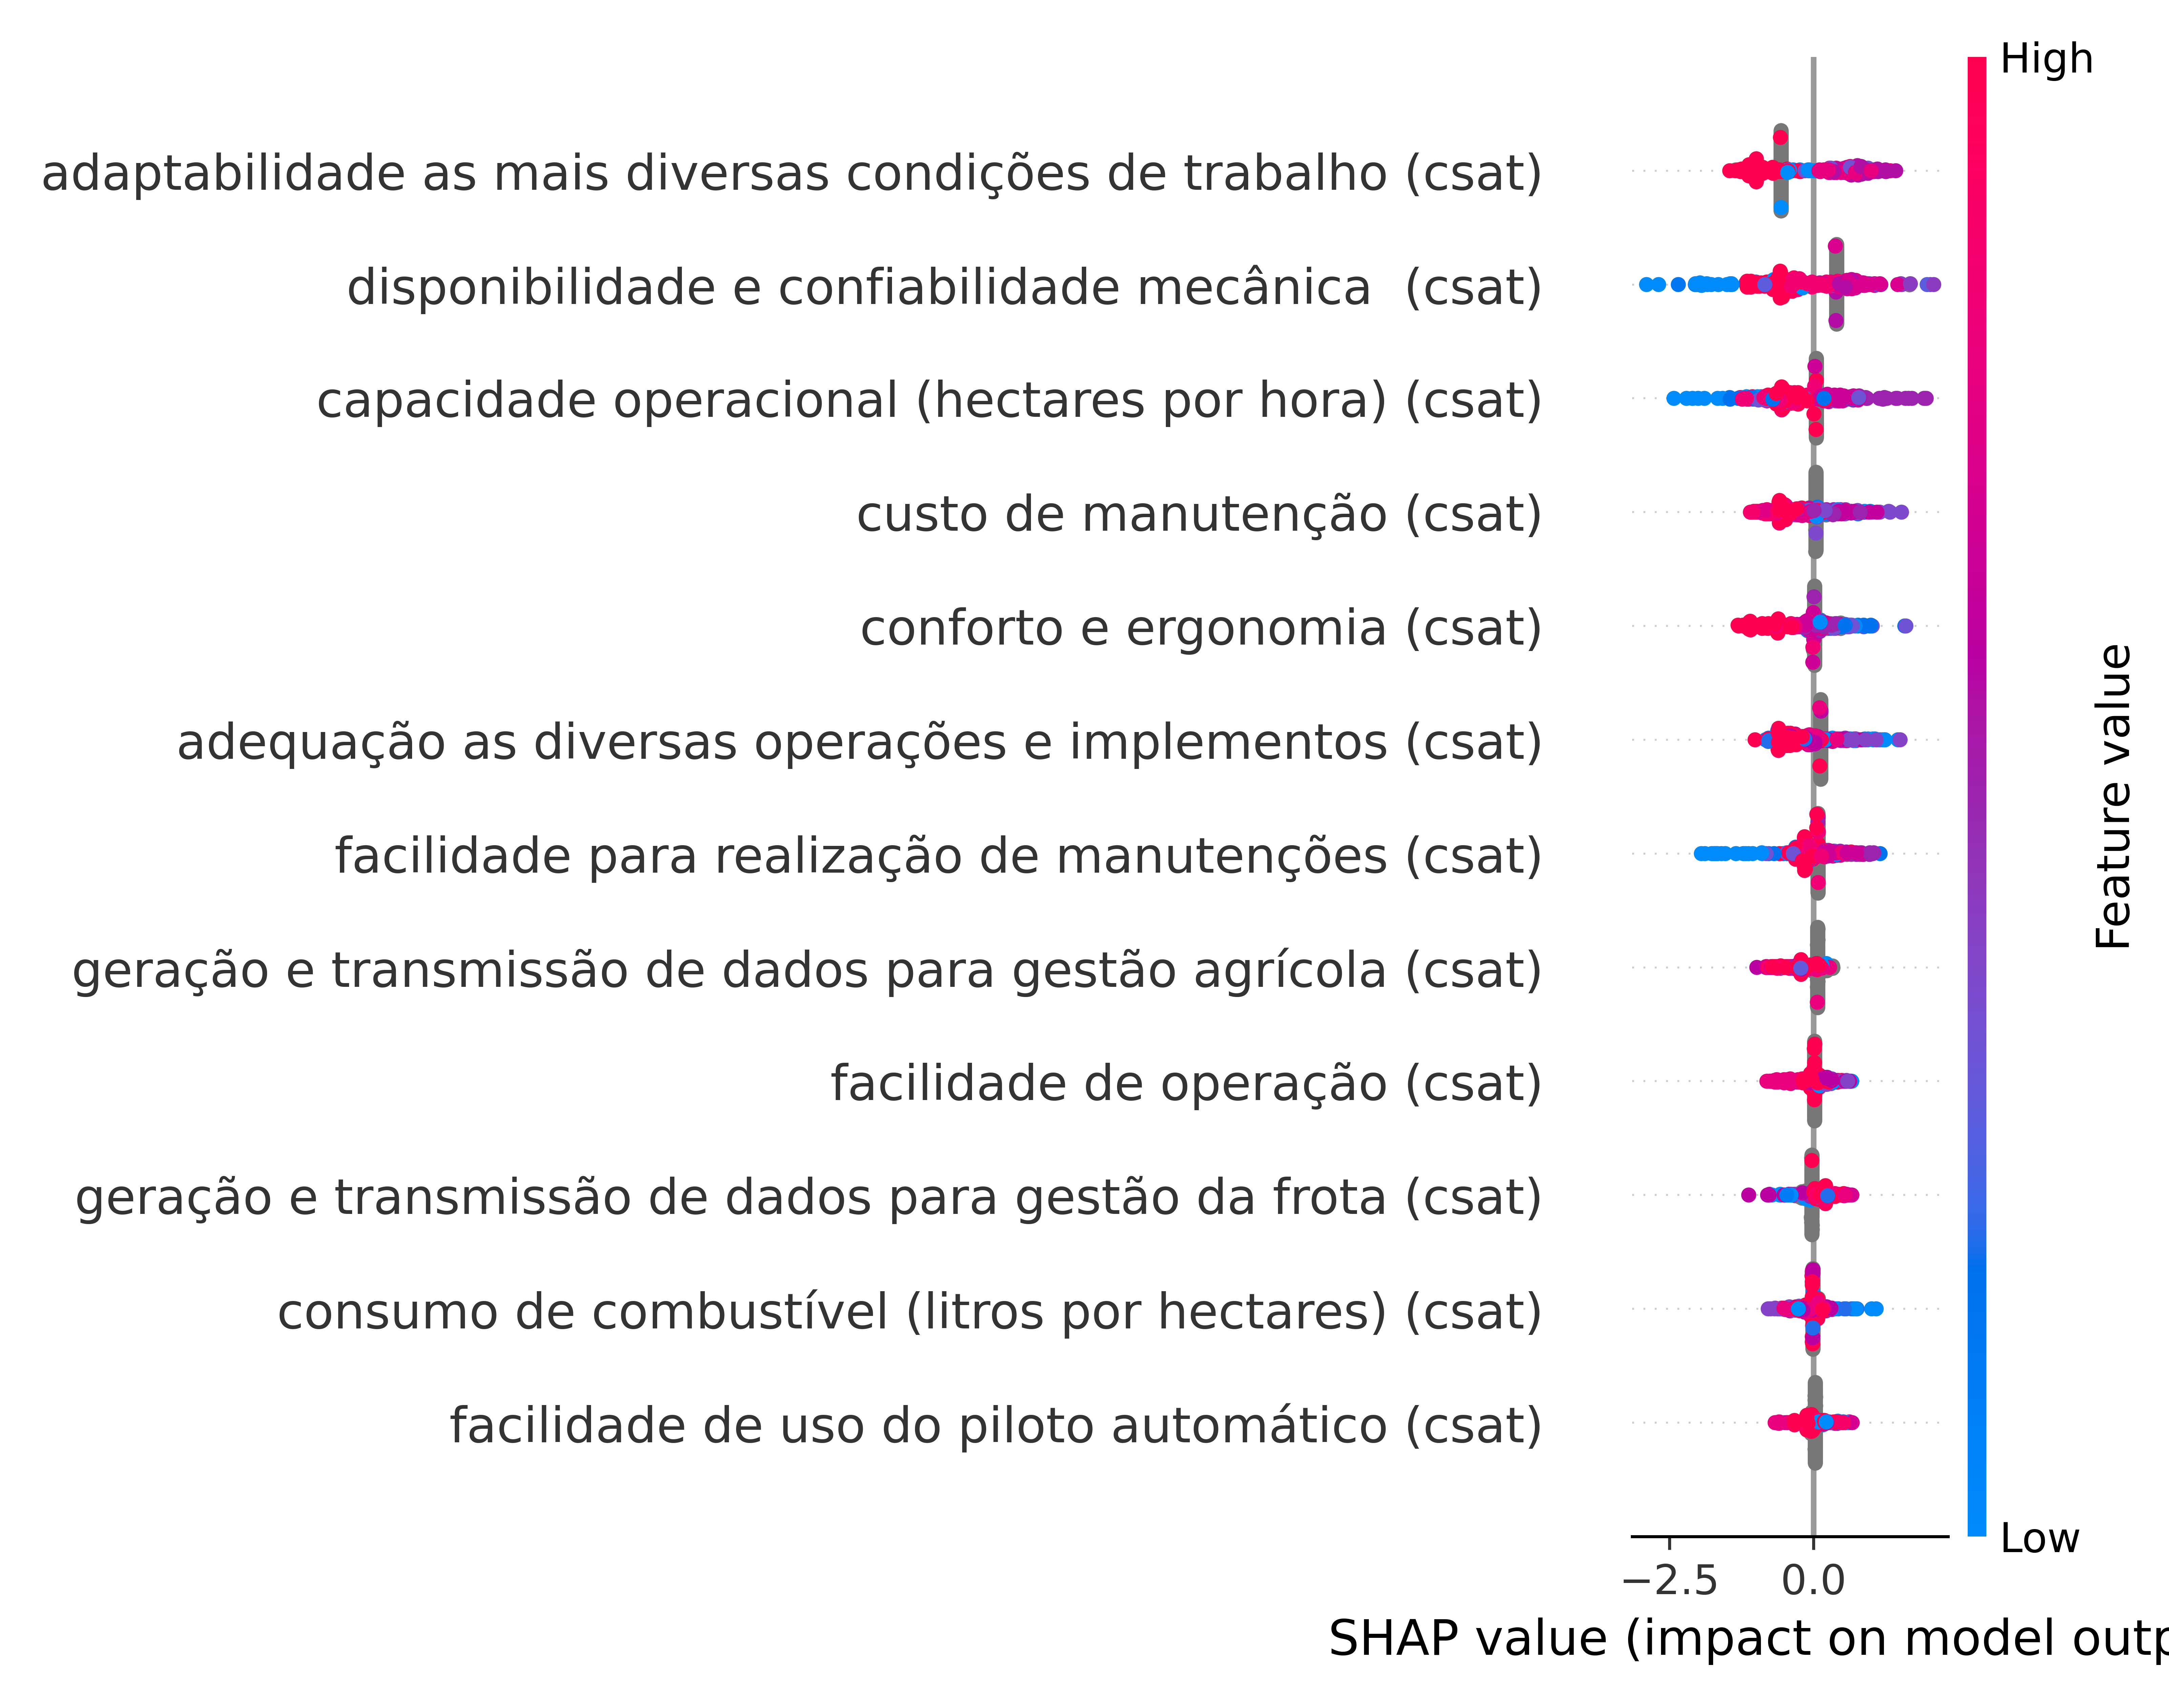 High
adaptabilidade as mais diversas condições de trabalho (csat)
disponibilidade e confiabilidade mecânica  (csat)
capacidade operacional (hectares por hora) (csat)
custo de manutenção (csat)
conforto e ergonomia (csat)
adequação as diversas operações e implementos (csat)
facilidade para realização de manutenções (csat)
geração e transmissão de dados para gestão agrícola (csat)
facilidade de operação (csat)
geração e transmissão de dados para gestão da frota (csat)
consumo de combustível (litros por hectares) (csat)
facilidade de uso do piloto automático (csat)
Feature value
Low
−2.5 0.0
SHAP value (impact on model outp